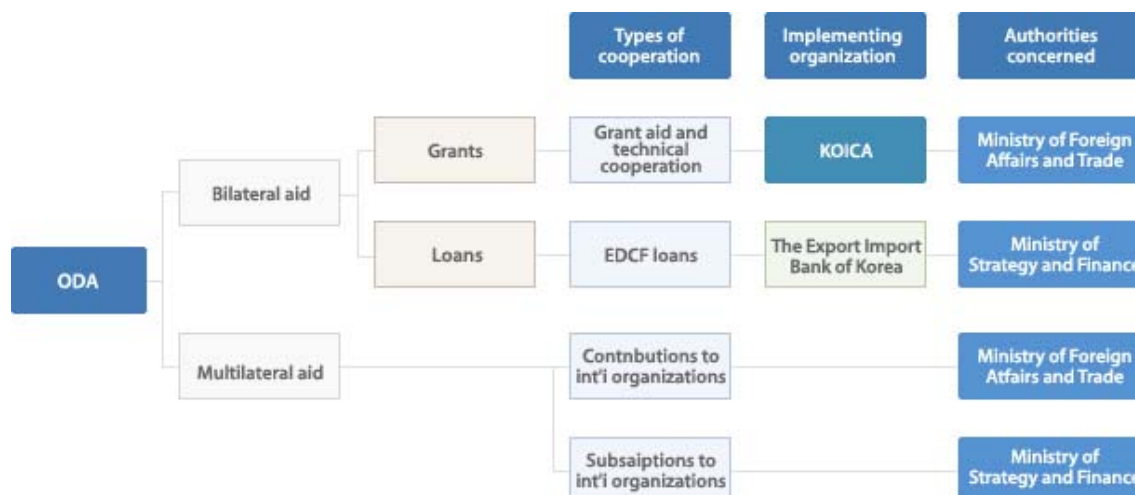 Types of
cooperation
Implementing
organization
Authorities
concerned
Grants
Grant aid and
technical
cooperation
KOICA
Ministry of Foreign
Affairs and Trade
Bilateral aid
Loans
EDCF loans
The Export Import
Bank of Korea
Ministry of
Strategy and Finance
ODA
Multilateral aid
Contnbutions to
int'i organizations
Ministry of Foreign
Atfairs and Trade
Subsaiptions to
int'i organizations
Ministry of
Strategy and Finance